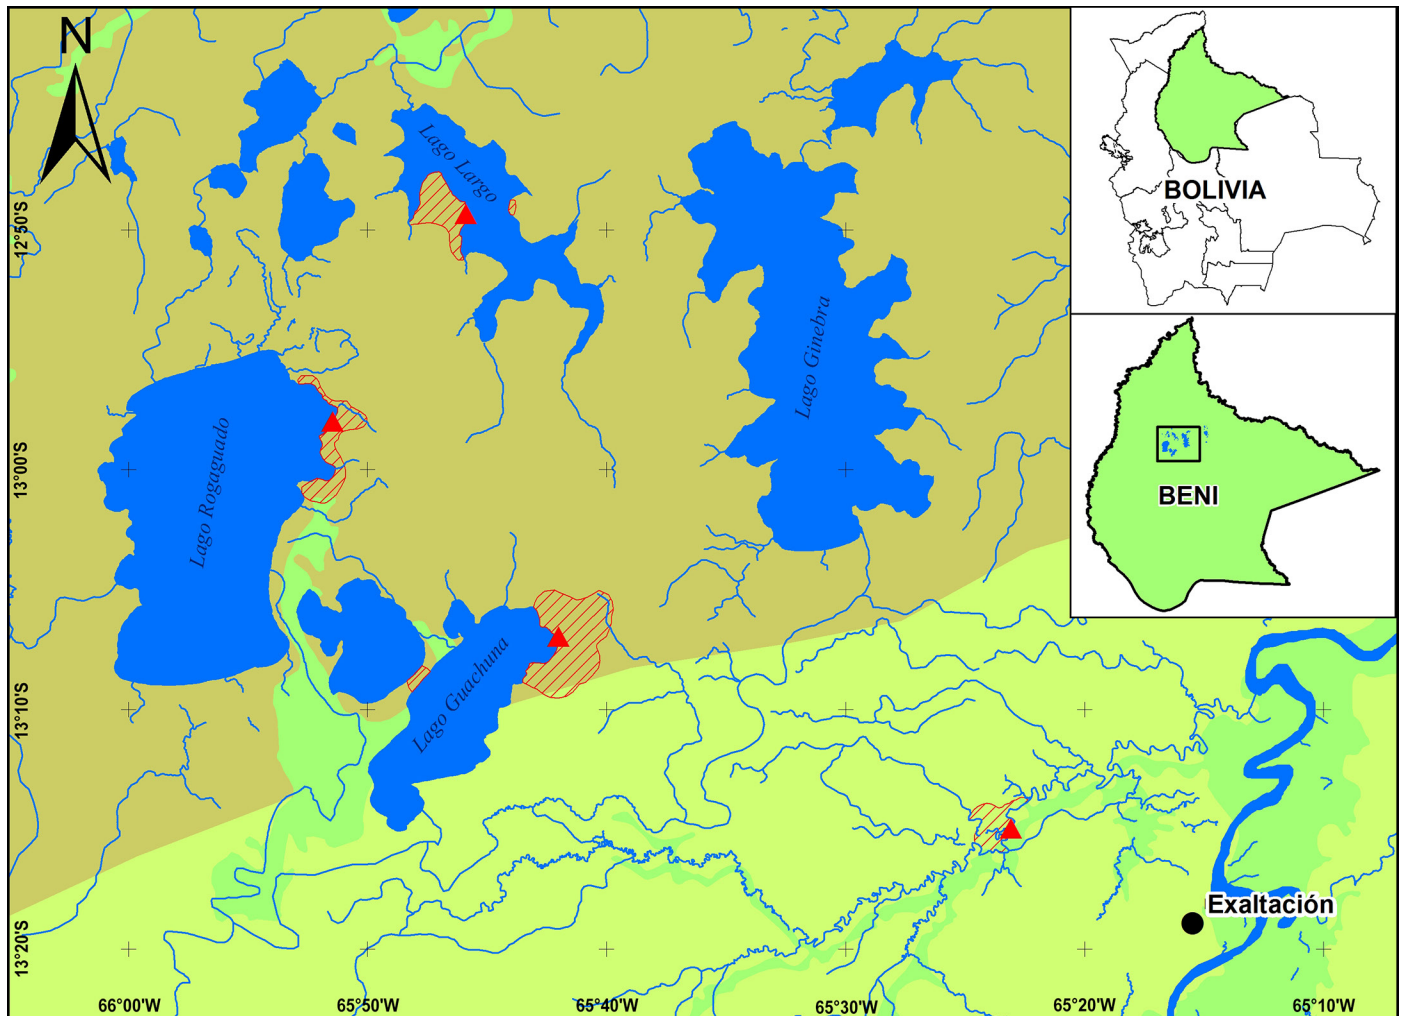 N
BOLIVIA
BENI
Lago Largo
Lago Ginebra
Lago Rogaguado
Lago Guachuna
Exaltación
12°50'S
13°00'S
13°10'S
13°20'S
66°00'W
65°50'W
65°40'W
65°30'W
65°20'W
65°10'W